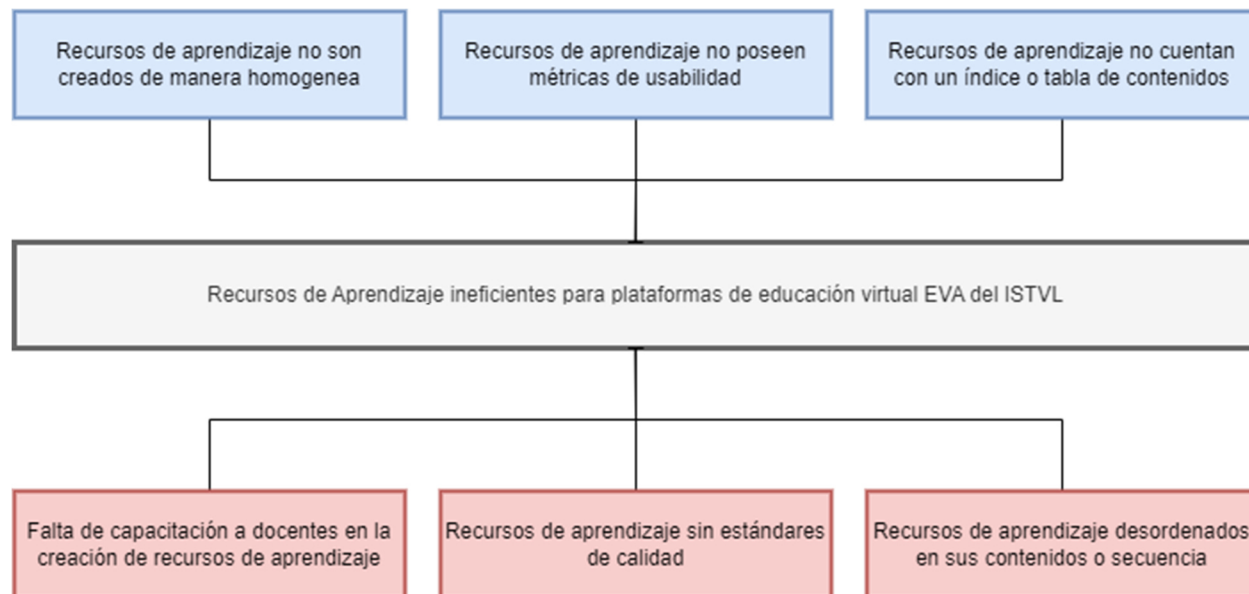 Recursos de aprendizaje no son
creados de manera homogenea
Recursos de aprendizaje no poseen
métricas de usabilidad
Recursos de aprendizaje no cuentan
con un índice o tabla de contenidos
Recursos de Aprendizaje ineficientes para plataformas de educación virtual EVA del ISTVL
Falta de capacitación a docentes en la
creación de recursos de aprendizaje
Recursos de aprendizaje sin estándares
de calidad
Recursos de aprendizaje desordenados
en sus contenidos o secuencia